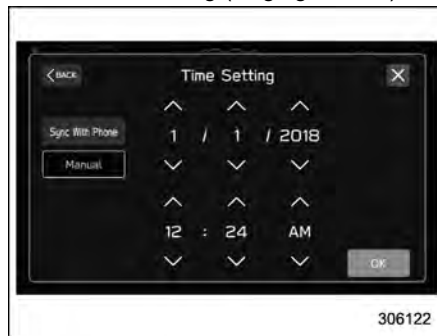 BACK
Time Setting
Sync With Phone
Manual
1 / 1 / 2018
12 : 24 AM
OK
306122